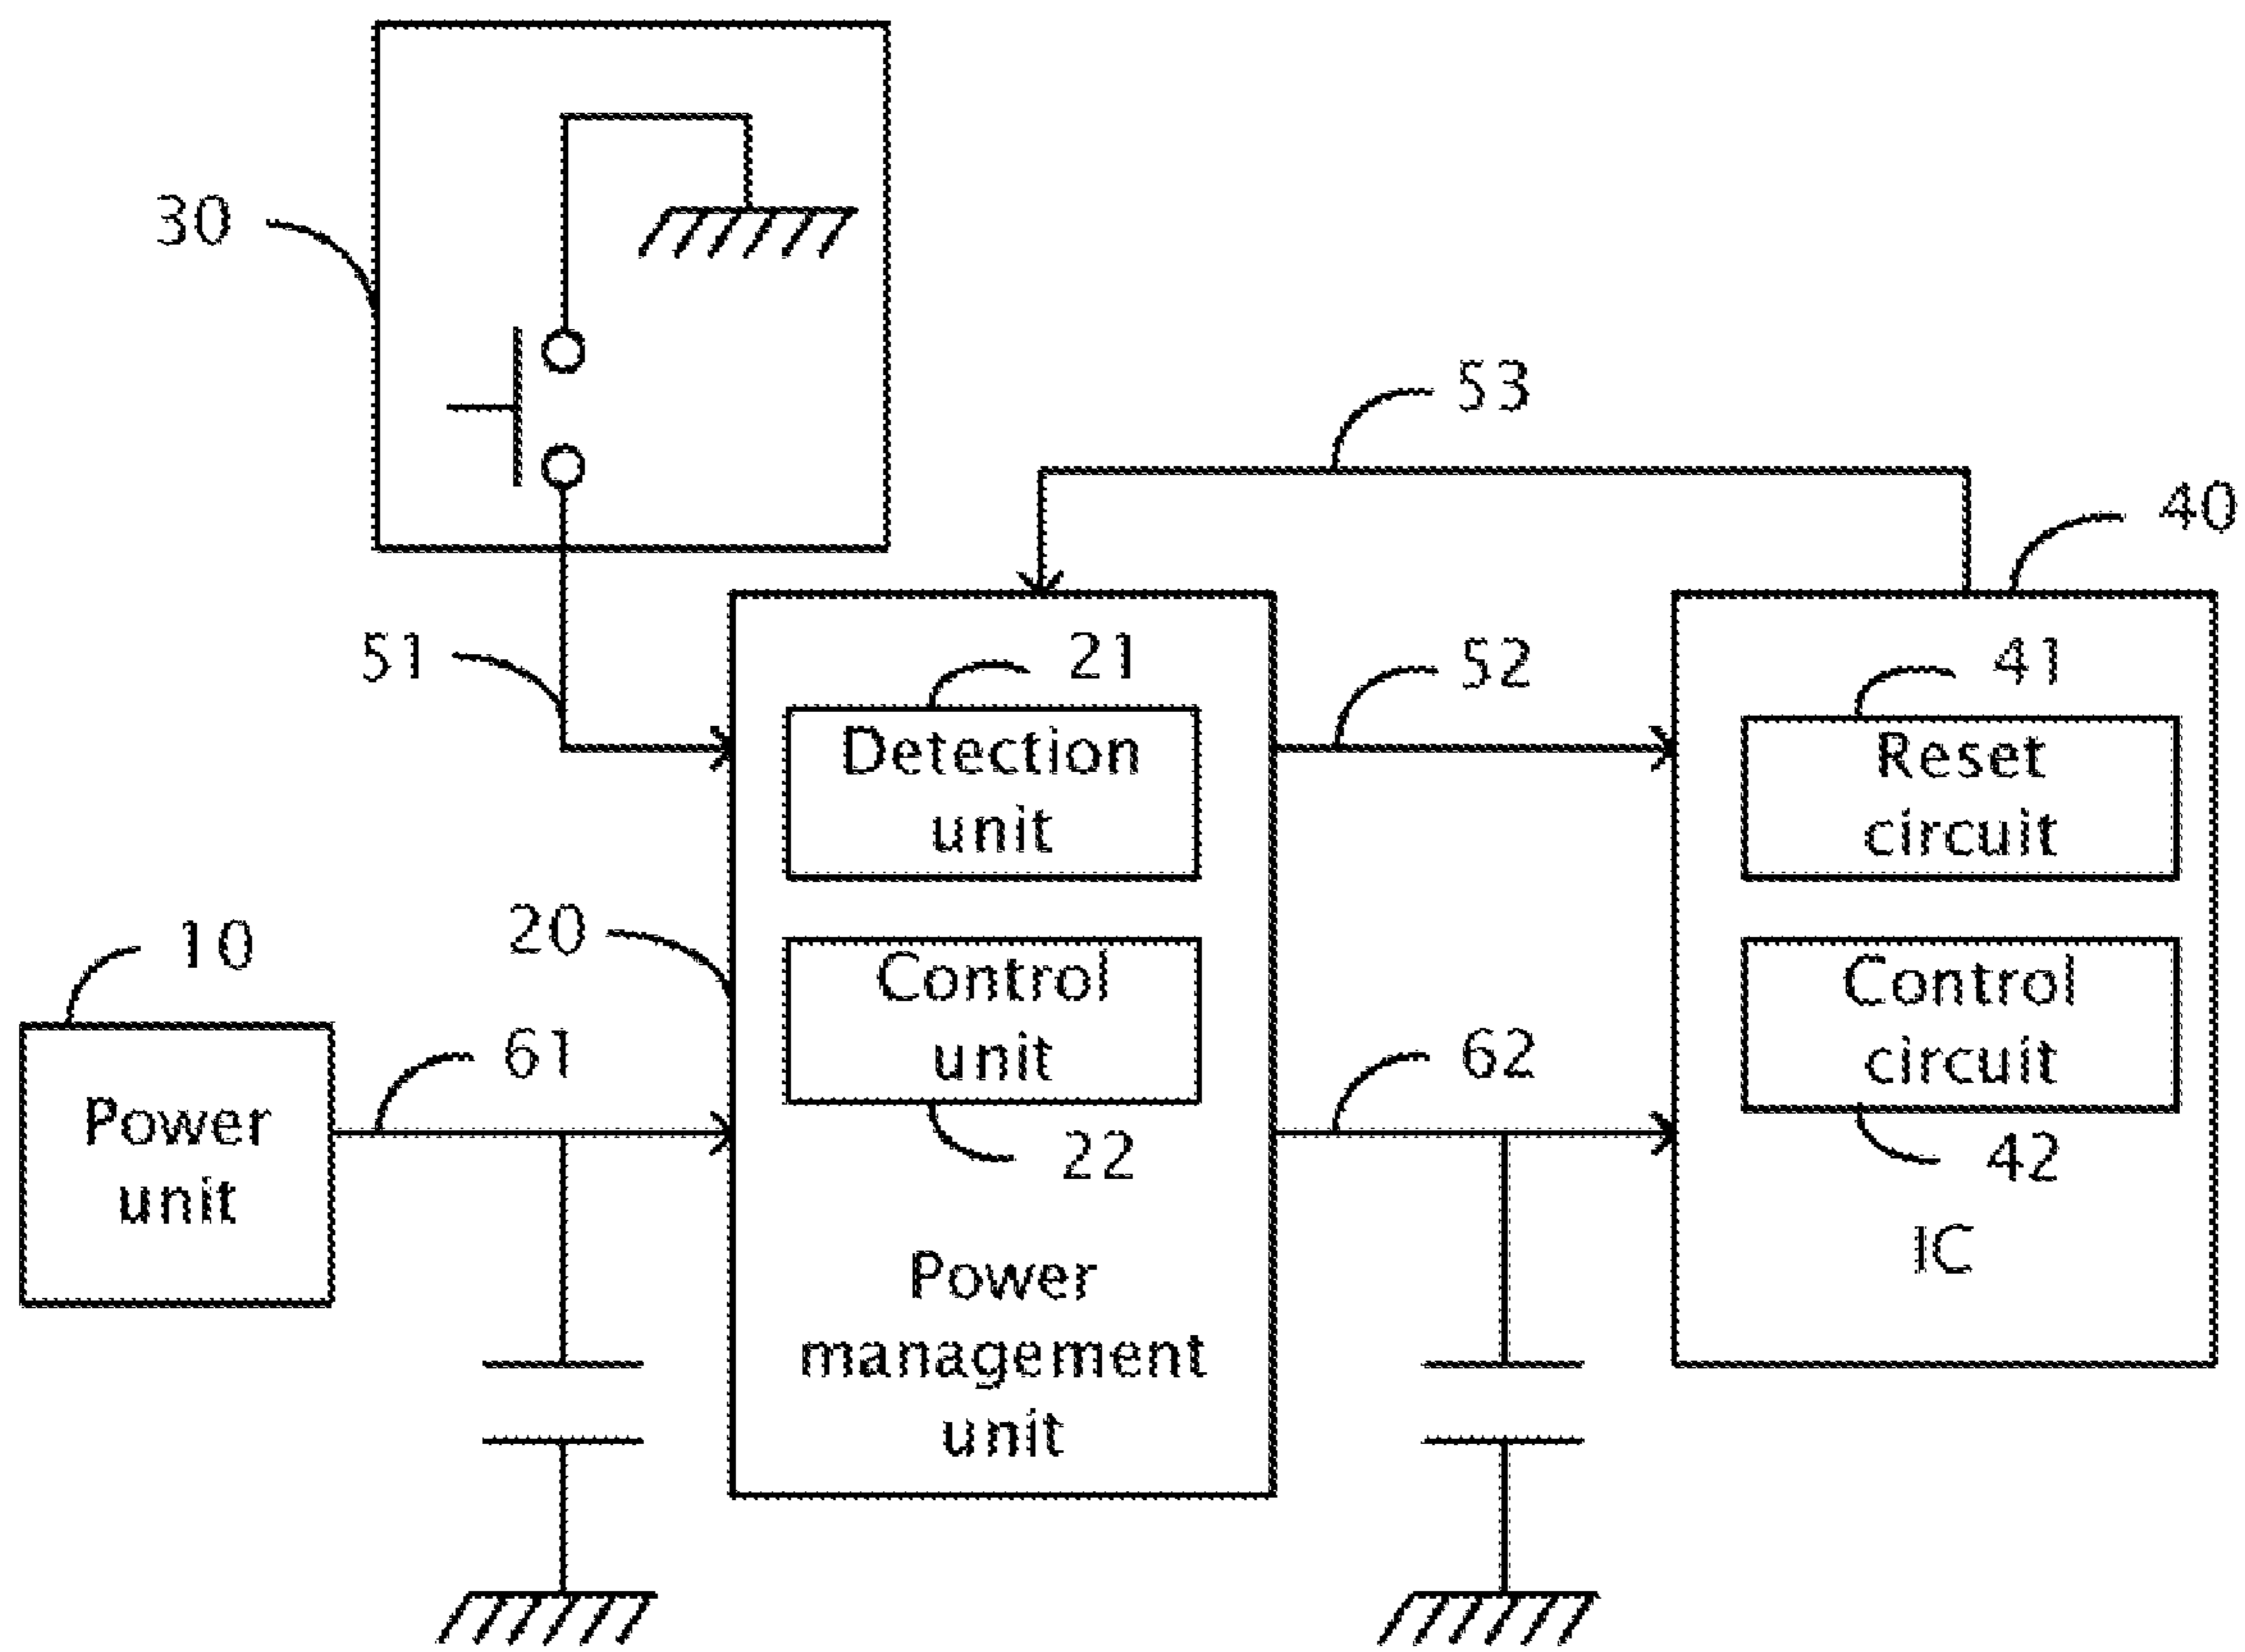 30
53
40
51
21
52
41
Detection
unit
Reset
circuit
10
20
Control
unit
Control
circuit
61
62
Power
unit
22
42
IC
Power
management
unit